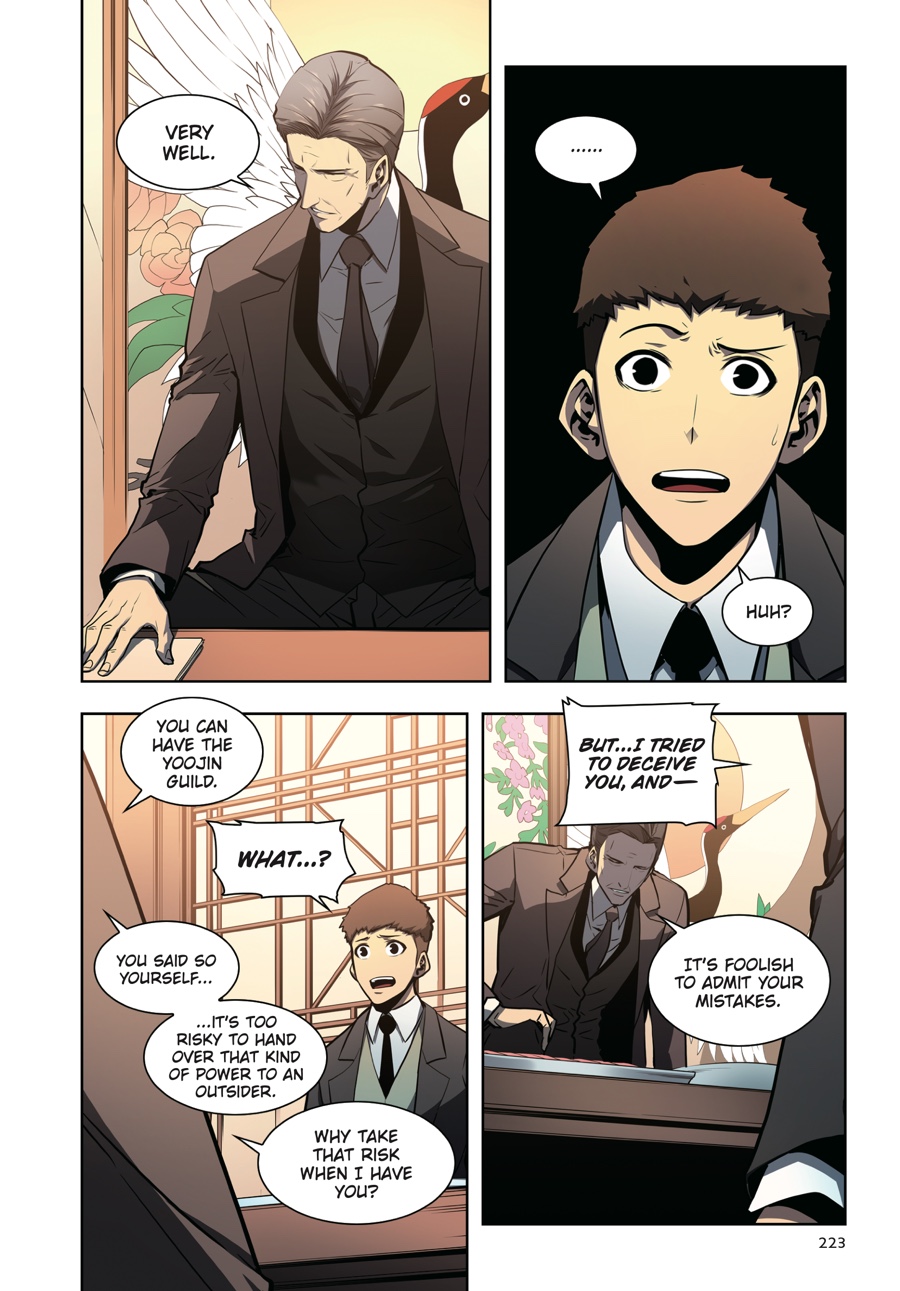 VERY
WELL.
......
HUH?
YOU CAN
HAVE THE
YOOJIN
GUILD.
WHAT...?
YOU SAID SO
YOURSELF...
...IT'S TOO
RISKY TO HAND
OVER THAT KIND
OF POWER TO AN
OUTSIDER.
WHY TAKE
THAT RISK
WHEN I HAVE
YOU?
BUT...I TRIED
TO DECEIVE
YOU, AND—
IT'S FOOLISH
TO ADMIT YOUR
MISTAKES.
223